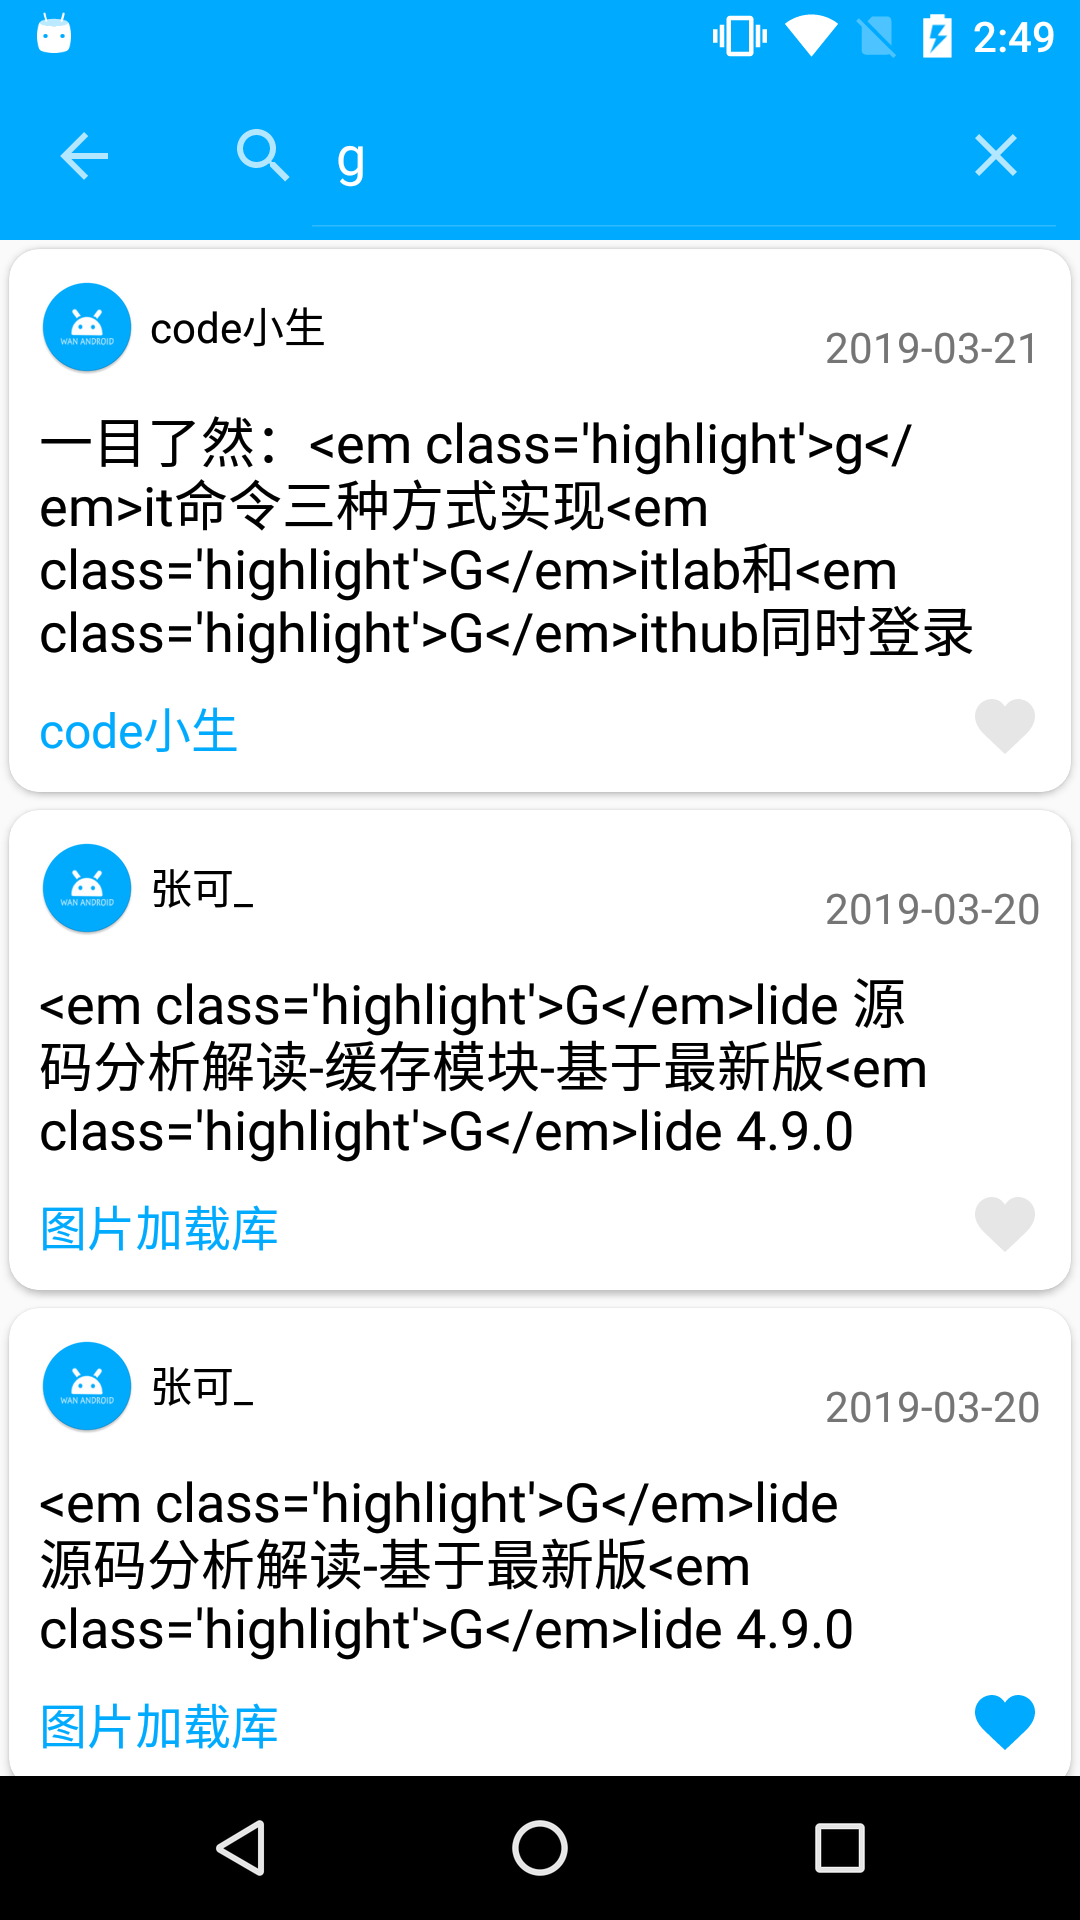 2:49
g
WAN ANDROID
code小生
2019-03-21
一目了然：<em class='highlight'>g</
em>it命令三种方式实现<em
class='highlight'>G</em>itlab和<em
class='highlight'>G</em>ithub同时登录
code小生
WAN ANDROID
张可_
2019-03-20
<em class='highlight'>G</em>lide 源
码分析解读-缓存模块-基于最新版<em
class='highlight'>G</em>lide 4.9.0
图片加载库
WAN ANDROID
张可_
2019-03-20
<em class='highlight'>G</em>lide
源码分析解读-基于最新版<em
class='highlight'>G</em>lide 4.9.0
图片加载库